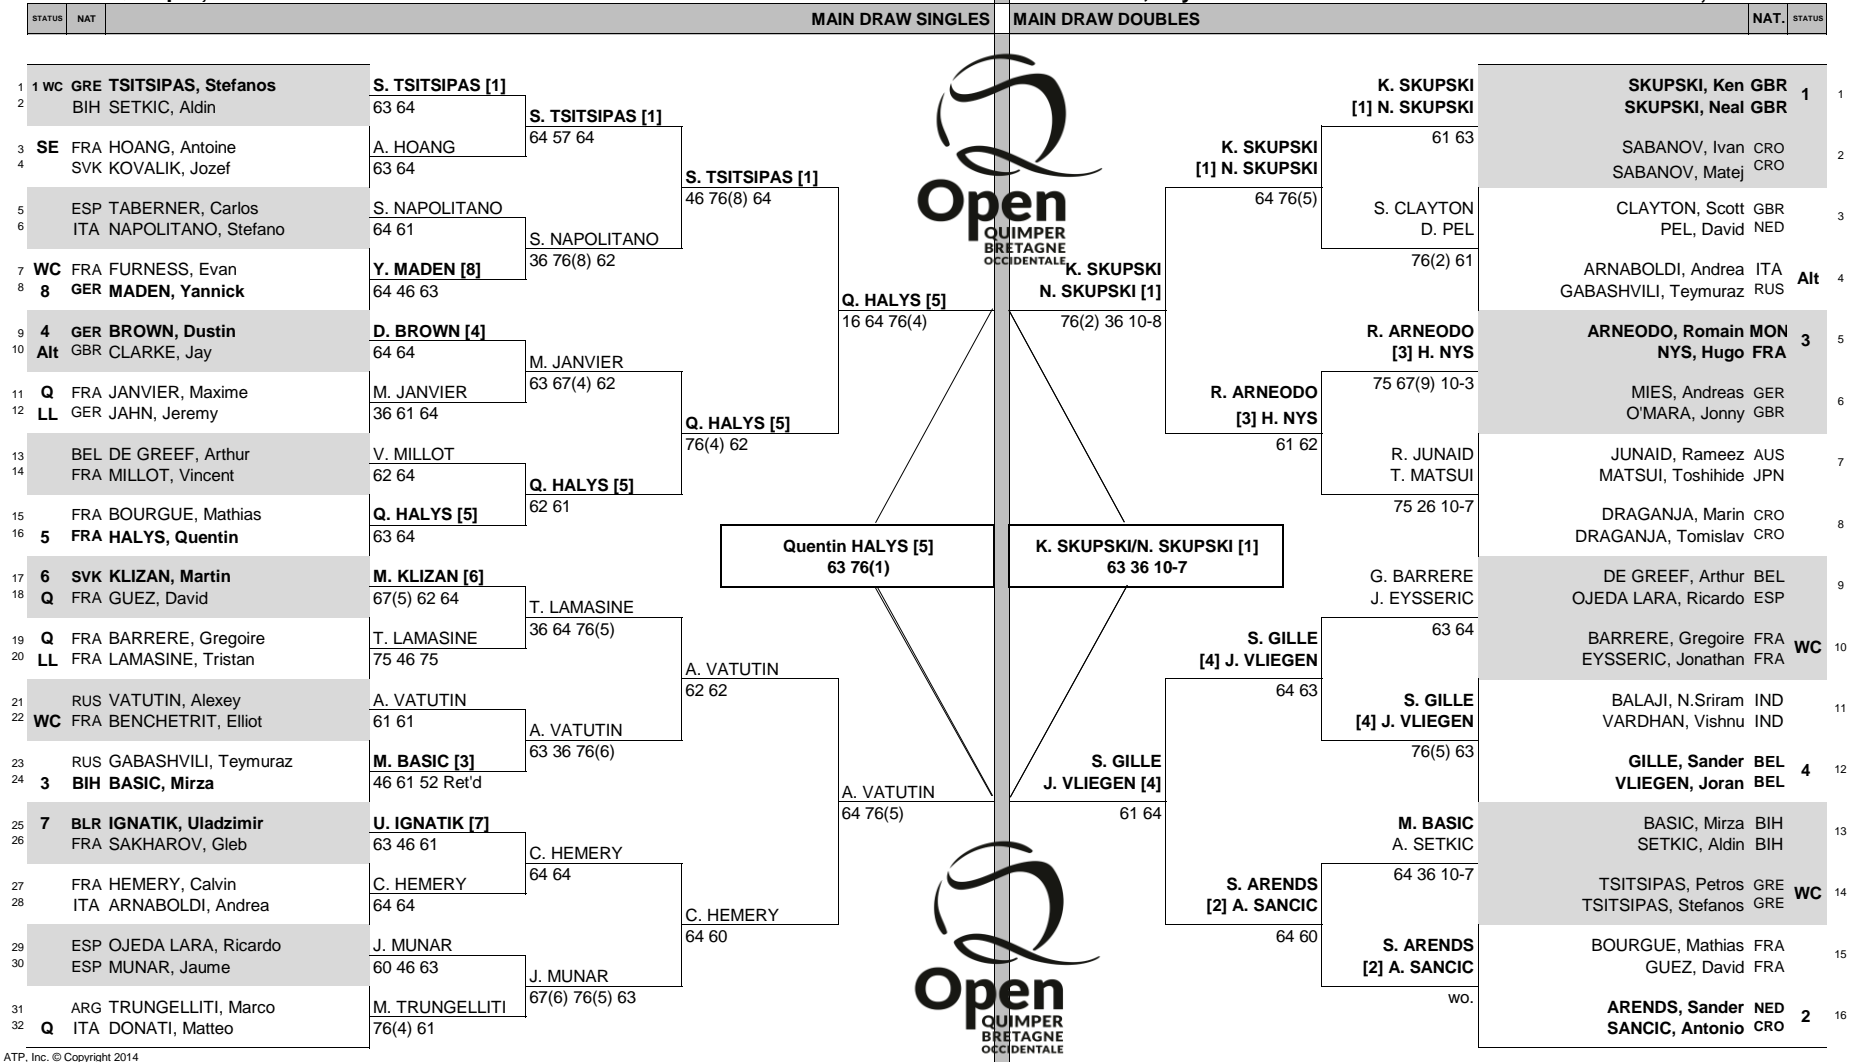 STATUS NAT MAIN DRAW SINGLES MAIN DRAW DOUBLES NAT. STATUS
1 1 WC GRE TSITSIPAS, Stefanos
2 BIH SETKIC, Aldin
3 SE FRA HOANG, Antoine
4 SVK KOVALIK, Jozef
5 ESP TABERNER, Carlos
6 ITA NAPOLITANO, Stefano
7 WC FRA FURNESS, Evan
8 8 GER MADEN, Yannick
9 4 GER BROWN, Dustin
10 Alt GBR CLARKE, Jay
11 Q FRA JANVIER, Maxime
12 LL GER JAHN, Jeremy
13 BEL DE GREEF, Arthur
14 FRA MILLOT, Vincent
15 FRA BOURGUE, Mathias
16 5 FRA HALYS, Quentin
17 6 SVK KLIZAN, Martin
18 Q FRA GUEZ, David
19 Q FRA BARRERE, Gregoire
20 LL FRA LAMASINE, Tristan
21 RUS VATUTIN, Alexey
22 WC FRA BENCHETRIT, Elliot
23 RUS GABASHVILI, Teymuraz
24 3 BIH BASIC, Mirza
25 7 BLR IGNATIK, Uladzimir
26 FRA SAKHAROV, Gleb
27 FRA HEMERY, Calvin
28 ITA ARNABOLDI, Andrea
29 ESP OJEDA LARA, Ricardo
30 ESP MUNAR, Jaume
31 ARG TRUNGELLITI, Marco
32 Q ITA DONATI, Matteo
S. TSITSIPAS [1]
63 64
A. HOANG
63 64
S. NAPOLITANO
64 61
Y. MADEN [8]
64 46 63
D. BROWN [4]
64 64
M. JANVIER
36 61 64
V. MILLOT
62 64
Q. HALYS [5]
63 64
M. KLIZAN [6]
67(5) 62 64
T. LAMASINE
75 46 75
A. VATUTIN
61 61
M. BASIC [3]
46 61 52 Ret'd
U. IGNATIK [7]
63 46 61
C. HEMERY
64 64
J. MUNAR
60 46 63
M. TRUNGELLITI
76(4) 61
S. TSITSIPAS [1]
64 57 64
S. NAPOLITANO
36 76(8) 62
M. JANVIER
63 67(4) 62
Q. HALYS [5]
62 61
T. LAMASINE
36 64 76(5)
A. VATUTIN
63 36 76(6)
C. HEMERY
64 64
J. MUNAR
67(6) 76(5) 63
S. TSITSIPAS [1]
46 76(8) 64
Q. HALYS [5]
76(4) 62
A. VATUTIN
62 62
C. HEMERY
64 60
Q. HALYS [5]
16 64 76(4)
A. VATUTIN
64 76(5)
Quentin HALYS [5]
63 76(1)
Open
QUIMPER
BRETAGNE
OCCIDENTALE
Open
QUIMPER
BRETAGNE
OCCIDENTALE
K. SKUPSKI/N. SKUPSKI [1]
63 36 10-7
K. SKUPSKI
N. SKUPSKI [1]
76(2) 36 10-8
S. GILLE
J. VLIEGEN [4]
61 64
K. SKUPSKI
[1] N. SKUPSKI
64 76(5)
R. ARNEODO
[3] H. NYS
61 62
S. GILLE
[4] J. VLIEGEN
64 63
S. ARENDS
[2] A. SANCIC
64 60
K. SKUPSKI
[1] N. SKUPSKI
61 63
S. CLAYTON
D. PEL
76(2) 61
R. ARNEODO
[3] H. NYS
75 67(9) 10-3
R. JUNAID
T. MATSUI
75 26 10-7
G. BARRERE
J. EYSSERIC
63 64
S. GILLE
[4] J. VLIEGEN
76(5) 63
M. BASIC
A. SETKIC
64 36 10-7
S. ARENDS
[2] A. SANCIC
wo.
SKUPSKI, Ken GBR
SKUPSKI, Neal GBR
1 1
SABANOV, Ivan CRO
SABANOV, Matej CRO
2
CLAYTON, Scott GBR
PEL, David NED
3
ARNABOLDI, Andrea ITA
GABASHVILI, Teymuraz RUS
Alt 4
ARNEODO, Romain MON
NYS, Hugo FRA
3 5
MIES, Andreas GER
O'MARA, Jonny GBR
6
JUNAID, Rameez AUS
MATSUI, Toshihide JPN
7
DRAGANJA, Marin CRO
DRAGANJA, Tomislav CRO
8
DE GREEF, Arthur BEL
OJEDA LARA, Ricardo ESP
9
BARRERE, Gregoire FRA
EYSSERIC, Jonathan FRA
WC 10
BALAJI, N.Sriram IND
VARDHAN, Vishnu IND
11
GILLE, Sander BEL
VLIEGEN, Joran BEL
4 12
BASIC, Mirza BIH
SETKIC, Aldin BIH
13
TSITSIPAS, Petros GRE
TSITSIPAS, Stefanos GRE
WC 14
BOURGUE, Mathias FRA
GUEZ, David FRA
15
ARENDS, Sander NED
SANCIC, Antonio CRO
2 16
ATP, Inc. © Copyright 2014